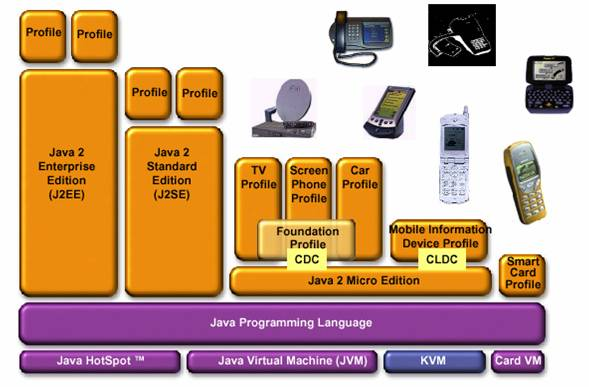 Profile
Profile
Profile
Profile
Java 2
Enterprise
Edition
(J2EE)
Java 2
Standard
Edition
(J2SE)
TV
Profile
Screen
Phone
Profile
Car
Profile
Foundation
Profile
CDC
Mobile Information
Device Profile
CLDC
Java 2 Micro Edition
Smart
Card
Profile
Java Programming Language
Java HotSpot ™
Java Virtual Machine (JVM)
KVM
Card VM